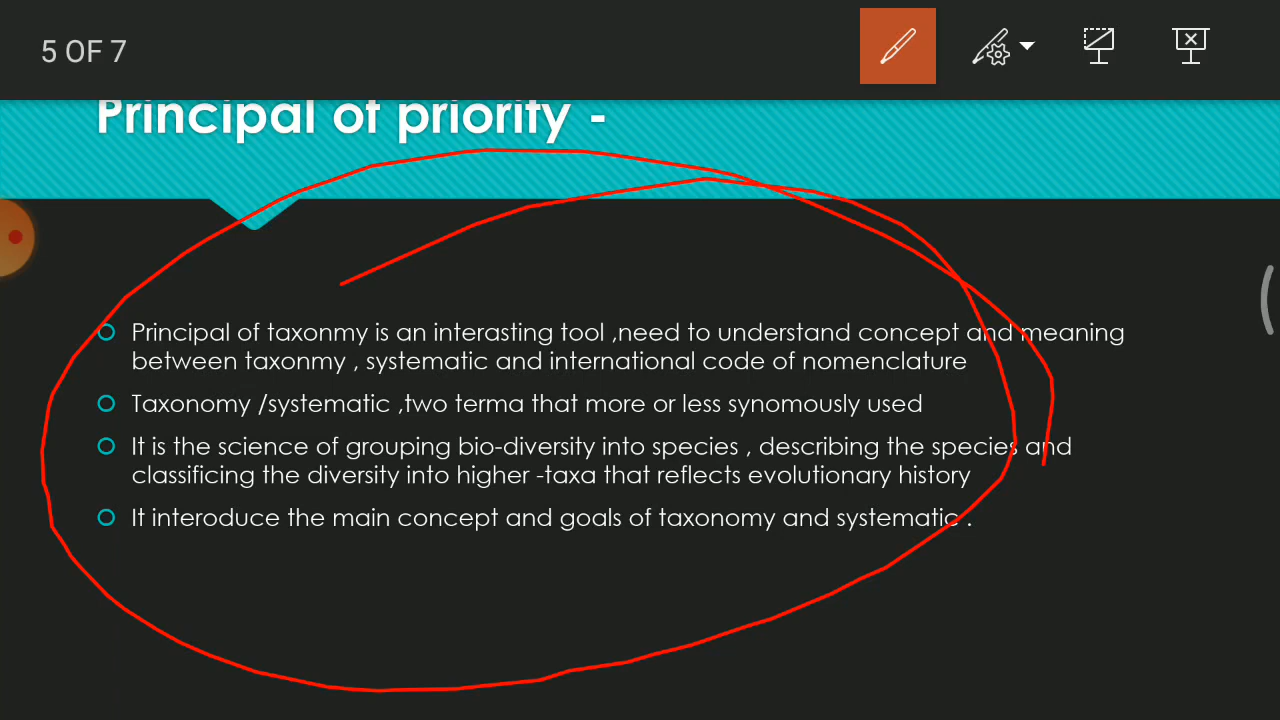 5 OF 7
Principal of priority -
Principal of taxonmy is an interasting tool ,need to understand concept and meaning
between taxonmy , systematic and international code of nomenclature
Taxonomy /systematic ,two terma that more or less synomously used
It is the science of grouping bio-diversity into species , describing the species and
classificing the diversity into higher -taxa that reflects evolutionary history
It interoduce the main concept and goals of taxonomy and systematic .